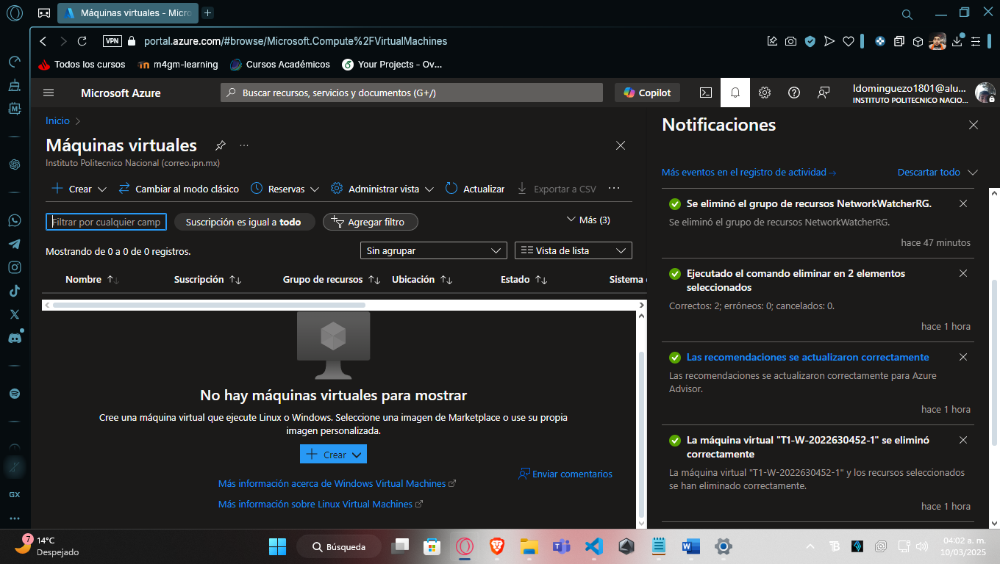 Máquinas virtuales - Micro
VPN
portal.azure.com/#browse/Microsoft.Compute%2FVirtualMachines
Todos los cursos
m4gm-learning
Cursos Académicos
Your Projects - Ov...
Microsoft Azure
Buscar recursos, servicios y documentos (G+/)
Copilot
ldominguezo1801@alu...
INSTITUTO POLITECNICO NACIO...
Inicio
Máquinas virtuales
Instituto Politecnico Nacional (correo.ipn.mx)
Crear
Cambiar al modo clásico
Reservas
Administrar vista
Actualizar
Exportar a CSV
Filtrar por cualquier camp
Suscripción es igual a todo
Agregar filtro
Más (3)
Mostrando de 0 a 0 de 0 registros.
Sin agrupar
Vista de lista
Nombre
Suscripción
Grupo de recursos
Ubicación
Estado
Sistema
No hay máquinas virtuales para mostrar
Cree una máquina virtual que ejecute Linux o Windows. Seleccione una imagen de Marketplace o use su propia
imagen personalizada.
Crear
Enviar comentarios
Más información acerca de Windows Virtual Machines
Más información sobre Linux Virtual Machines
Notificaciones
Más eventos en el registro de actividad
Descartar todo
Se eliminó el grupo de recursos NetworkWatcherRG.
Se eliminó el grupo de recursos NetworkWatcherRG.
hace 47 minutos
Ejecutado el comando eliminar en 2 elementos
seleccionados
Correctos: 2; erróneos: 0; cancelados: 0.
hace 1 hora
Las recomendaciones se actualizaron correctamente
Las recomendaciones se actualizaron correctamente para Azure
Advisor.
hace 1 hora
La máquina virtual "T1-W-2022630452-1" se eliminó
correctamente
La máquina virtual "T1-W-2022630452-1" y los recursos seleccionados
se han eliminado correctamente.
hace 1 hora
GX
7
14°C
Despejado
Búsqueda
04:02 a. m.
10/03/2025